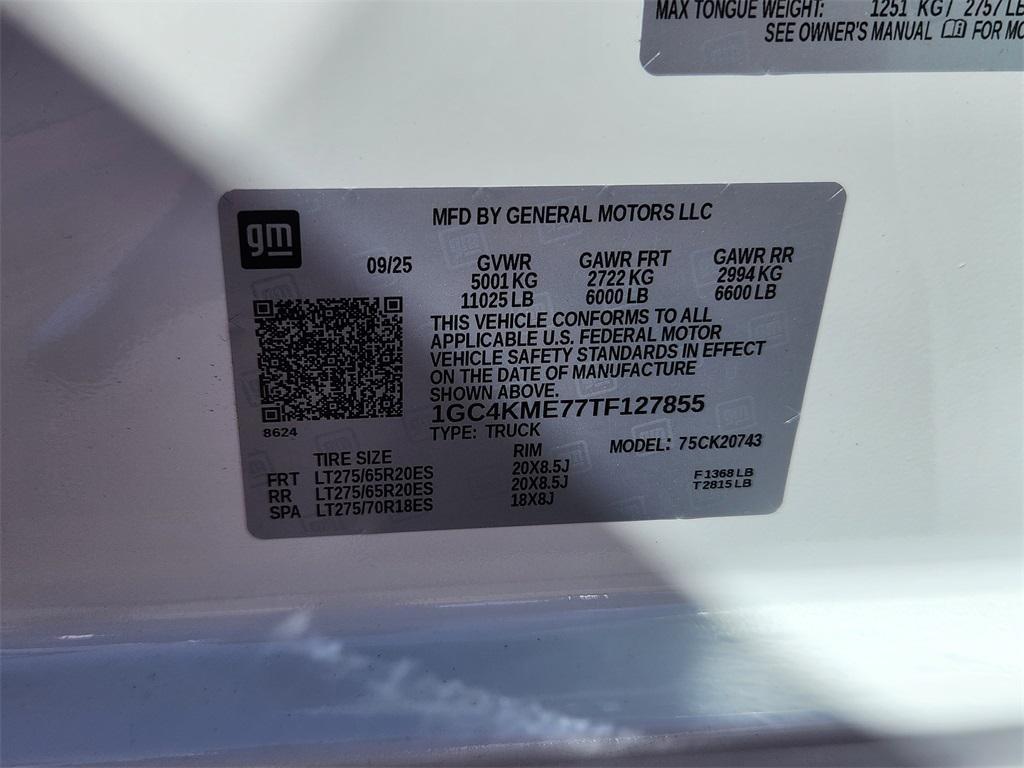 MAX TONGUE WEIGHT: 1251 KG / 2757 LB
SEE OWNER'S MANUAL FOR
gm
MFD BY GENERAL MOTORS LLC
09/25
GVWR GAWR FRT GAWR RR
5001 KG 2722 KG 2994 KG
11025 LB 6000 LB 6600 LB
THIS VEHICLE CONFORMS TO ALL
APPLICABLE U.S. FEDERAL MOTOR
VEHICLE SAFETY STANDARDS IN EFFECT
ON THE DATE OF MANUFACTURE
SHOWN ABOVE.
1GC4KME77TF127855
8624
TYPE: TRUCK MODEL: 75CK20743
TIRE SIZE RIM
FRT LT275/65R20ES 20X8.5J F1368 LB
RR LT275/65R20ES 20X8.5J T2815 LB
SPA LT275/70R18ES 18X8J